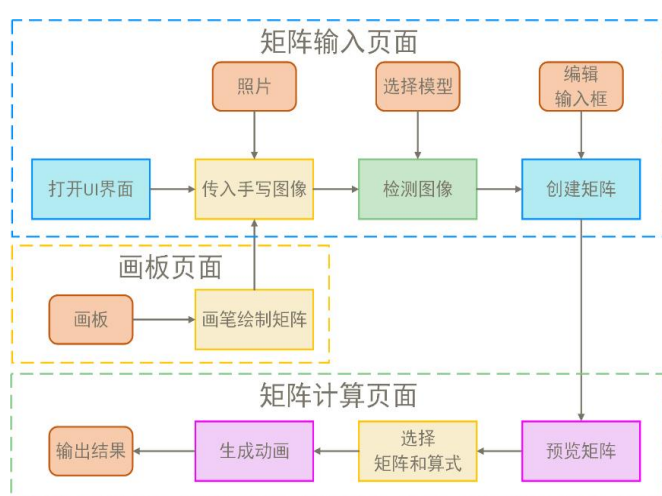 矩阵输入页面
照片
选择模型
编辑
输入框
打开UI界面
传入手写图像
检测图像
创建矩阵
画板页面
画板
画笔绘制矩阵
矩阵计算页面
输出结果
生成动画
选择
矩阵和算式
预览矩阵